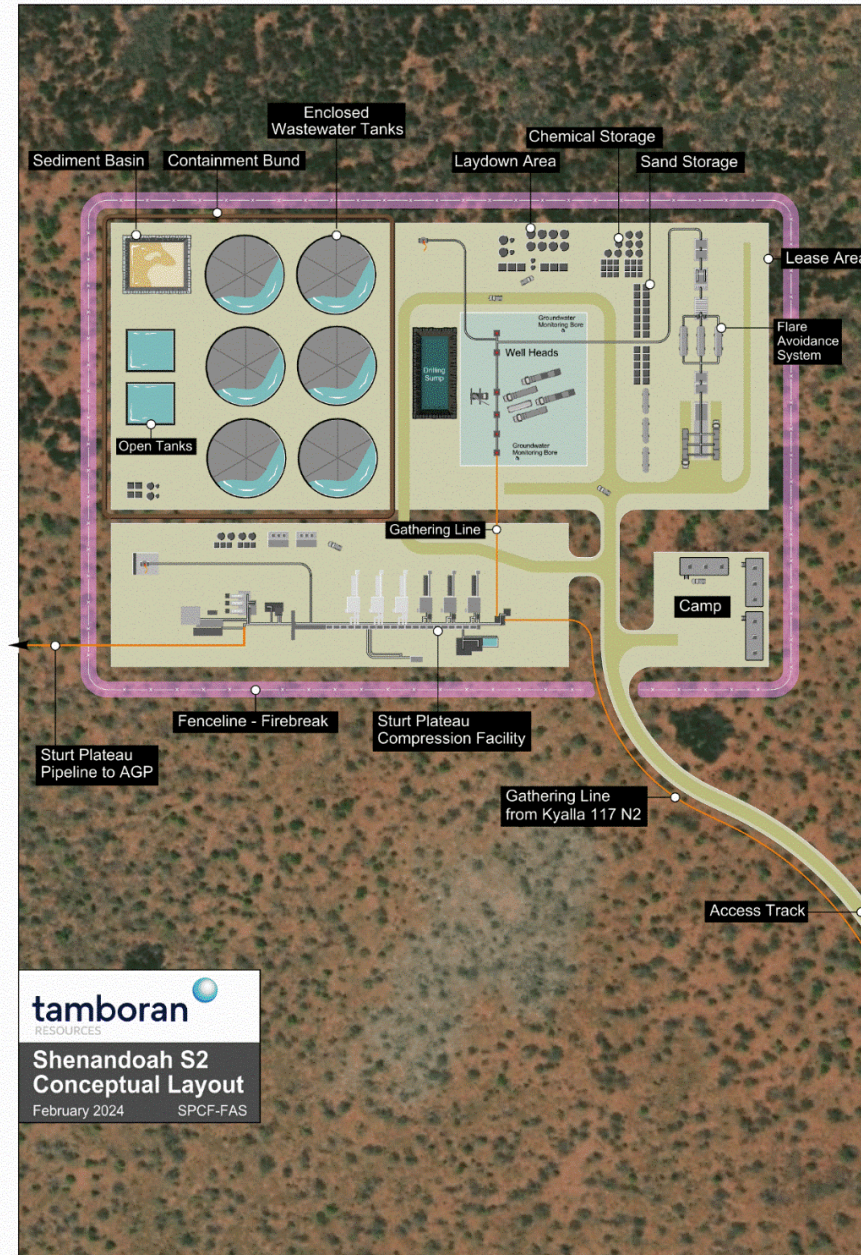 Enclosed
Wastewater Tanks
Chemical Storage
Sediment Basin
Containment Bund
Laydown Area
Sand Storage
Lease Area
Groundwater
Monitoring Bore
Flare
Avoidance
System
Well Heads
Drilling
Sump
Open Tanks
Groundwater
Monitoring Bore
Gathering Line
Camp
Fenceline - Firebreak
Sturt Plateau
Compression Facility
Sturt Plateau
Pipeline to AGP
Gathering Line
from Kyalla 117 N2
Access Track
tamboran
RESOURCES
Shenandoah S2
Conceptual Layout
February 2024 SPCF-FAS